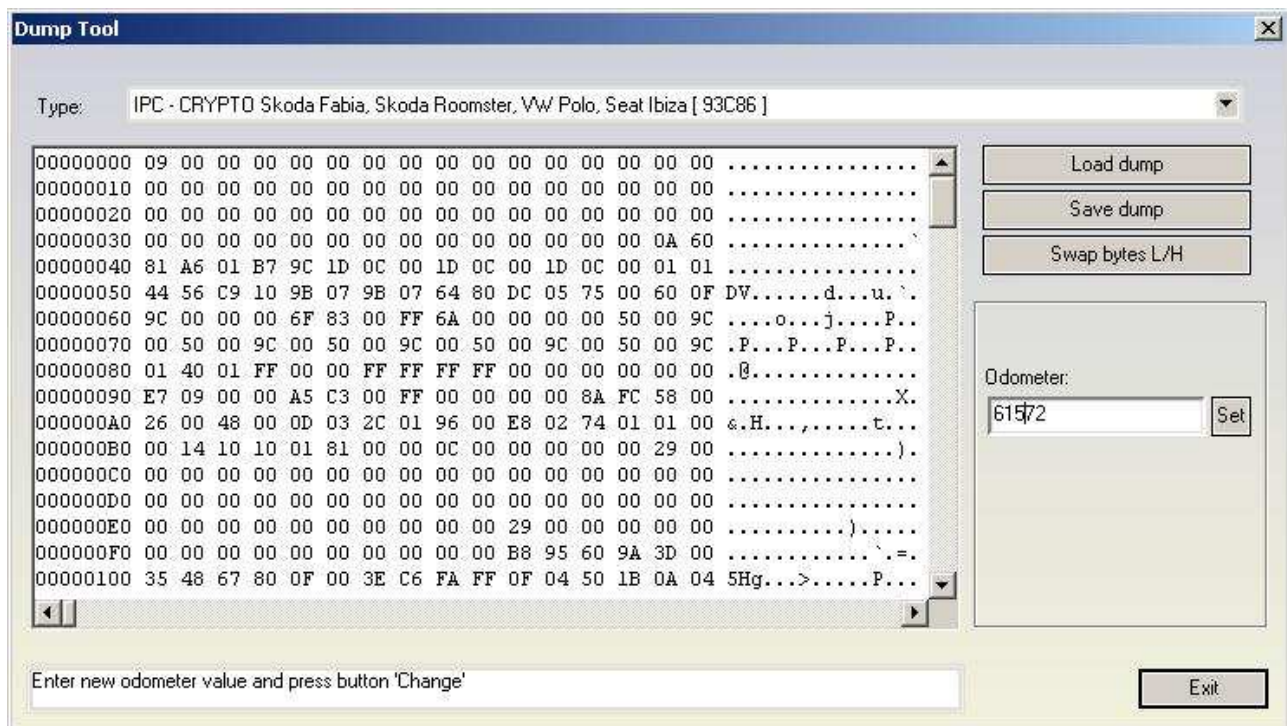 Dump Tool
Type: IPC - CRYPTO Skoda Fabia, Skoda Roomster, VW Polo, Seat Ibiza [ 93C86 ]
00000000 09 00 00 00 00 00 00 00 00 00 00 00 00 00 00 00 ................
00000010 00 00 00 00 00 00 00 00 00 00 00 00 00 00 00 00 ................
00000020 00 00 00 00 00 00 00 00 00 00 00 00 00 00 00 00 ................
00000030 00 00 00 00 00 00 00 00 00 00 00 00 00 00 0A 60 ...............`
00000040 81 A6 01 B7 9C 1D 0C 00 1D 0C 00 1D 0C 00 01 01 ................
00000050 44 56 C9 10 9B 07 9B 07 64 80 DC 05 75 00 60 0F DV......d...u.`.
00000060 9C 00 00 00 6F 83 00 FF 6A 00 00 00 00 50 00 9C ....o...j....P..
00000070 00 50 00 9C 00 50 00 9C 00 50 00 9C 00 50 00 9C .P...P...P...P..
00000080 01 40 01 FF 00 00 FF FF FF FF 00 00 00 00 00 00 .@..............
00000090 E7 09 00 00 A5 C3 00 FF 00 00 00 00 8A FC 58 00 ..............X.
000000A0 26 00 48 00 0D 03 2C 01 96 00 E8 02 74 01 01 00 &.H...,.....t...
000000B0 00 14 10 10 01 81 00 00 0C 00 00 00 00 00 29 00 ..............).
000000C0 00 00 00 00 00 00 00 00 00 00 00 00 00 00 00 00 ................
000000D0 00 00 00 00 00 00 00 00 00 00 00 00 00 00 00 00 ................
000000E0 00 00 00 00 00 00 00 00 00 00 29 00 00 00 00 00 ..........).....
000000F0 00 00 00 00 00 00 00 00 00 00 B8 95 60 9A 3D 00 ............`.=.
00000100 35 48 67 80 0F 00 3E C6 FA FF 0F 04 50 1B 0A 04 5Hg...>.....P...
Load dump
Save dump
Swap bytes L/H
Odometer:
61572 Set
Enter new odometer value and press button 'Change'
Exit